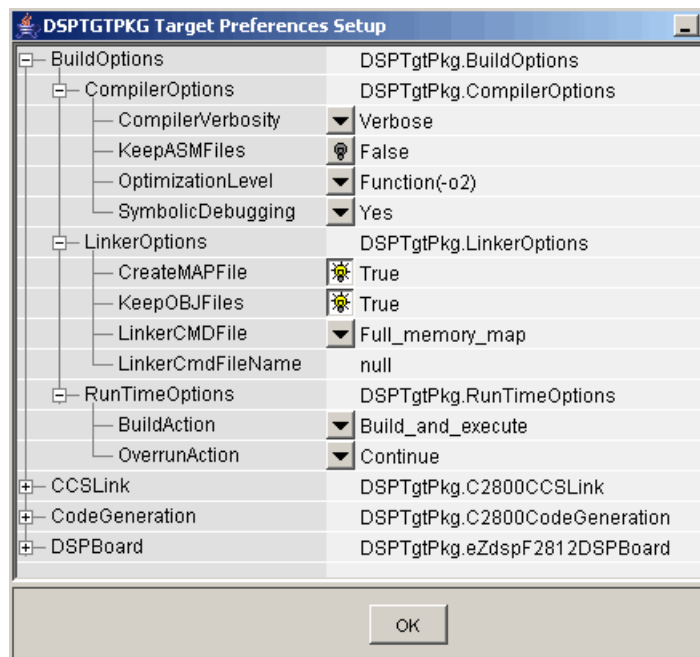 DSPTGTPKG Target Preferences Setup
BuildOptions DSPTgtPkg.BuildOptions
CompilerOptions DSPTgtPkg.CompilerOptions
CompilerVerbosity Verbose
KeepASMFiles False
OptimizationLevel Function(-o2)
SymbolicDebugging Yes
LinkerOptions DSPTgtPkg.LinkerOptions
CreateMAPFile True
KeepOBJFiles True
LinkerCMDFile Full_memory_map
LinkerCmdFileName null
RunTimeOptions DSPTgtPkg.RunTimeOptions
BuildAction Build_and_execute
OverrunAction Continue
CCSLink DSPTgtPkg.C2800CCSLink
CodeGeneration DSPTgtPkg.C2800CodeGeneration
DSPBoard DSPTgtPkg.eZdspF2812DSPBoard
OK